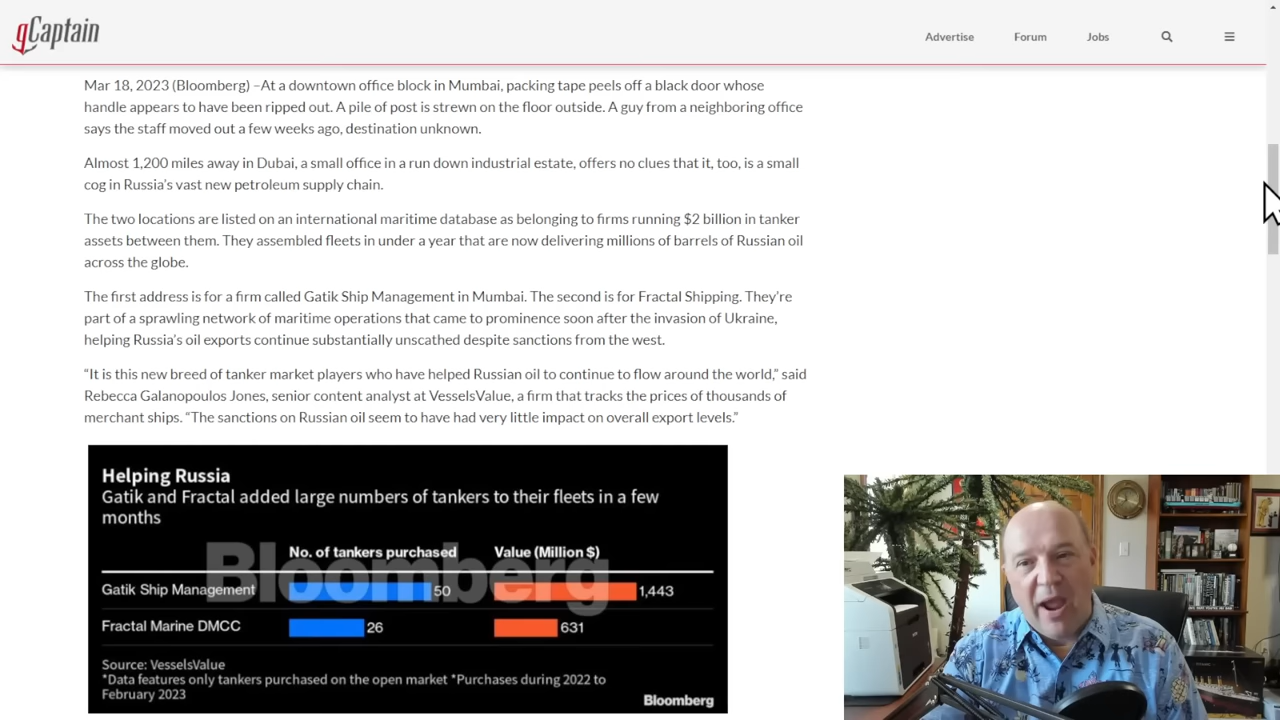 gCaptain
Advertise
Forum
Jobs
Mar 18, 2023 (Bloomberg) –At a downtown office block in Mumbai, packing tape peels off a black door whose
handle appears to have been ripped out. A pile of post is strewn on the floor outside. A guy from a neighboring office
says the staff moved out a few weeks ago, destination unknown.
Almost 1,200 miles away in Dubai, a small office in a run down industrial estate, offers no clues that it, too, is a small
cog in Russia’s vast new petroleum supply chain.
The two locations are listed on an international maritime database as belonging to firms running $2 billion in tanker
assets between them. They assembled fleets in under a year that are now delivering millions of barrels of Russian oil
across the globe.
The first address is for a firm called Gatik Ship Management in Mumbai. The second is for Fractal Shipping. They’re
part of a sprawling network of maritime operations that came to prominence soon after the invasion of Ukraine,
helping Russia’s oil exports continue substantially unscathed despite sanctions from the west.
“It is this new breed of tanker market players who have helped Russian oil to continue to flow around the world,” said
Rebecca Galanopoulos Jones, senior content analyst at VesselsValue, a firm that tracks the prices of thousands of
merchant ships. “The sanctions on Russian oil seem to have had very little impact on overall export levels.”
Helping Russia
Gatik and Fractal added large numbers of tankers to their fleets in a few
months
No. of tankers purchased
Value (Million $)
Bloomberg
Gatik Ship Management 50 1,443
Fractal Marine DMCC 26 631
Source: VesselsValue
*Data features only tankers purchased on the open market *Purchases during 2022 to
February 2023
Bloomberg